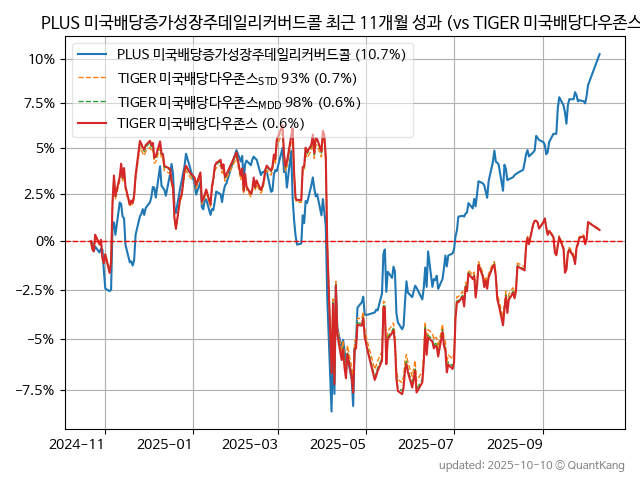 PLUS 미국배당증가성장주데일리커버드콜 최근 11개월 성과 (vs TIGER 미국배당다우존스
10%
7.5%
5%
2.5%
0%
−2.5%
−5%
−7.5%
PLUS 미국배당증가성장주데일리커버드콜 (10.7%)
TIGER 미국배당다우존스STD 93% (0.7%)
TIGER 미국배당다우존스MDD 98% (0.6%)
TIGER 미국배당다우존스 (0.6%)
2024−11
2025−01
2025−03
2025−05
2025−07
2025−09
updated: 2025-10-10 © QuantKang